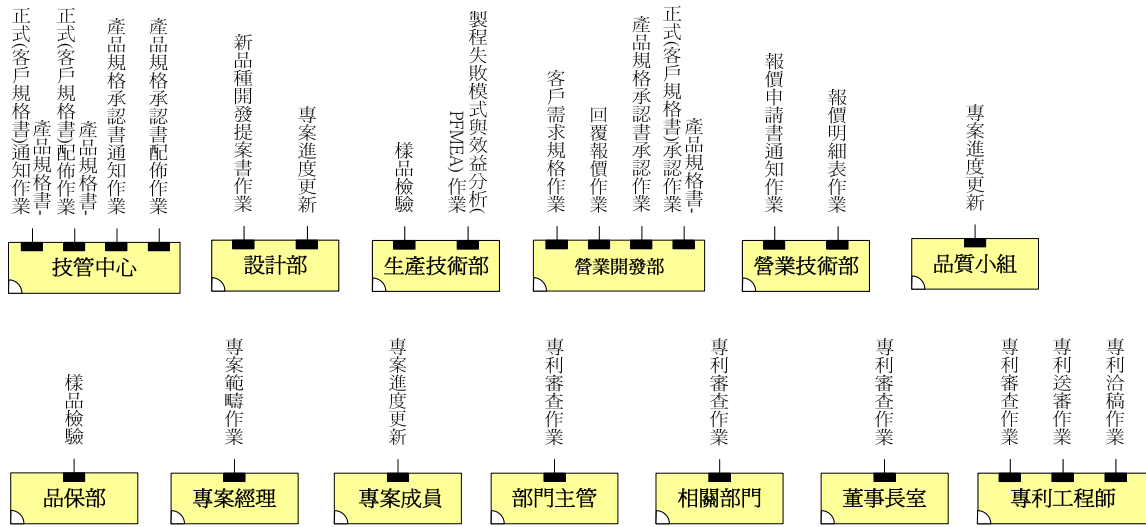 產品規格書-
正式(客戶規格書)通知作業
產品規格書-
正式(客戶規格書)配佈作業
產品規格承認書通知作業
產品規格承認書配佈作業
技管中心
新品種開發提案書作業
專案進度更新
設計部
樣品檢驗
製程失敗模式與效益分析(
PFMEA) 作業
生產技術部
客戶需求規格作業
回覆報價作業
產品規格承認書承認作業
產品規格書-
正式(客戶規格書)承認作業
營業開發部
報價申請書通知作業
報價明細表作業
營業技術部
專案進度更新
品質小組
樣品檢驗
品保部
專案範疇作業
專案經理
專案進度更新
專案成員
專利審查作業
部門主管
專利審查作業
相關部門
專利審查作業
董事長室
專利審查作業
專利送審作業
專利洽稿作業
專利工程師